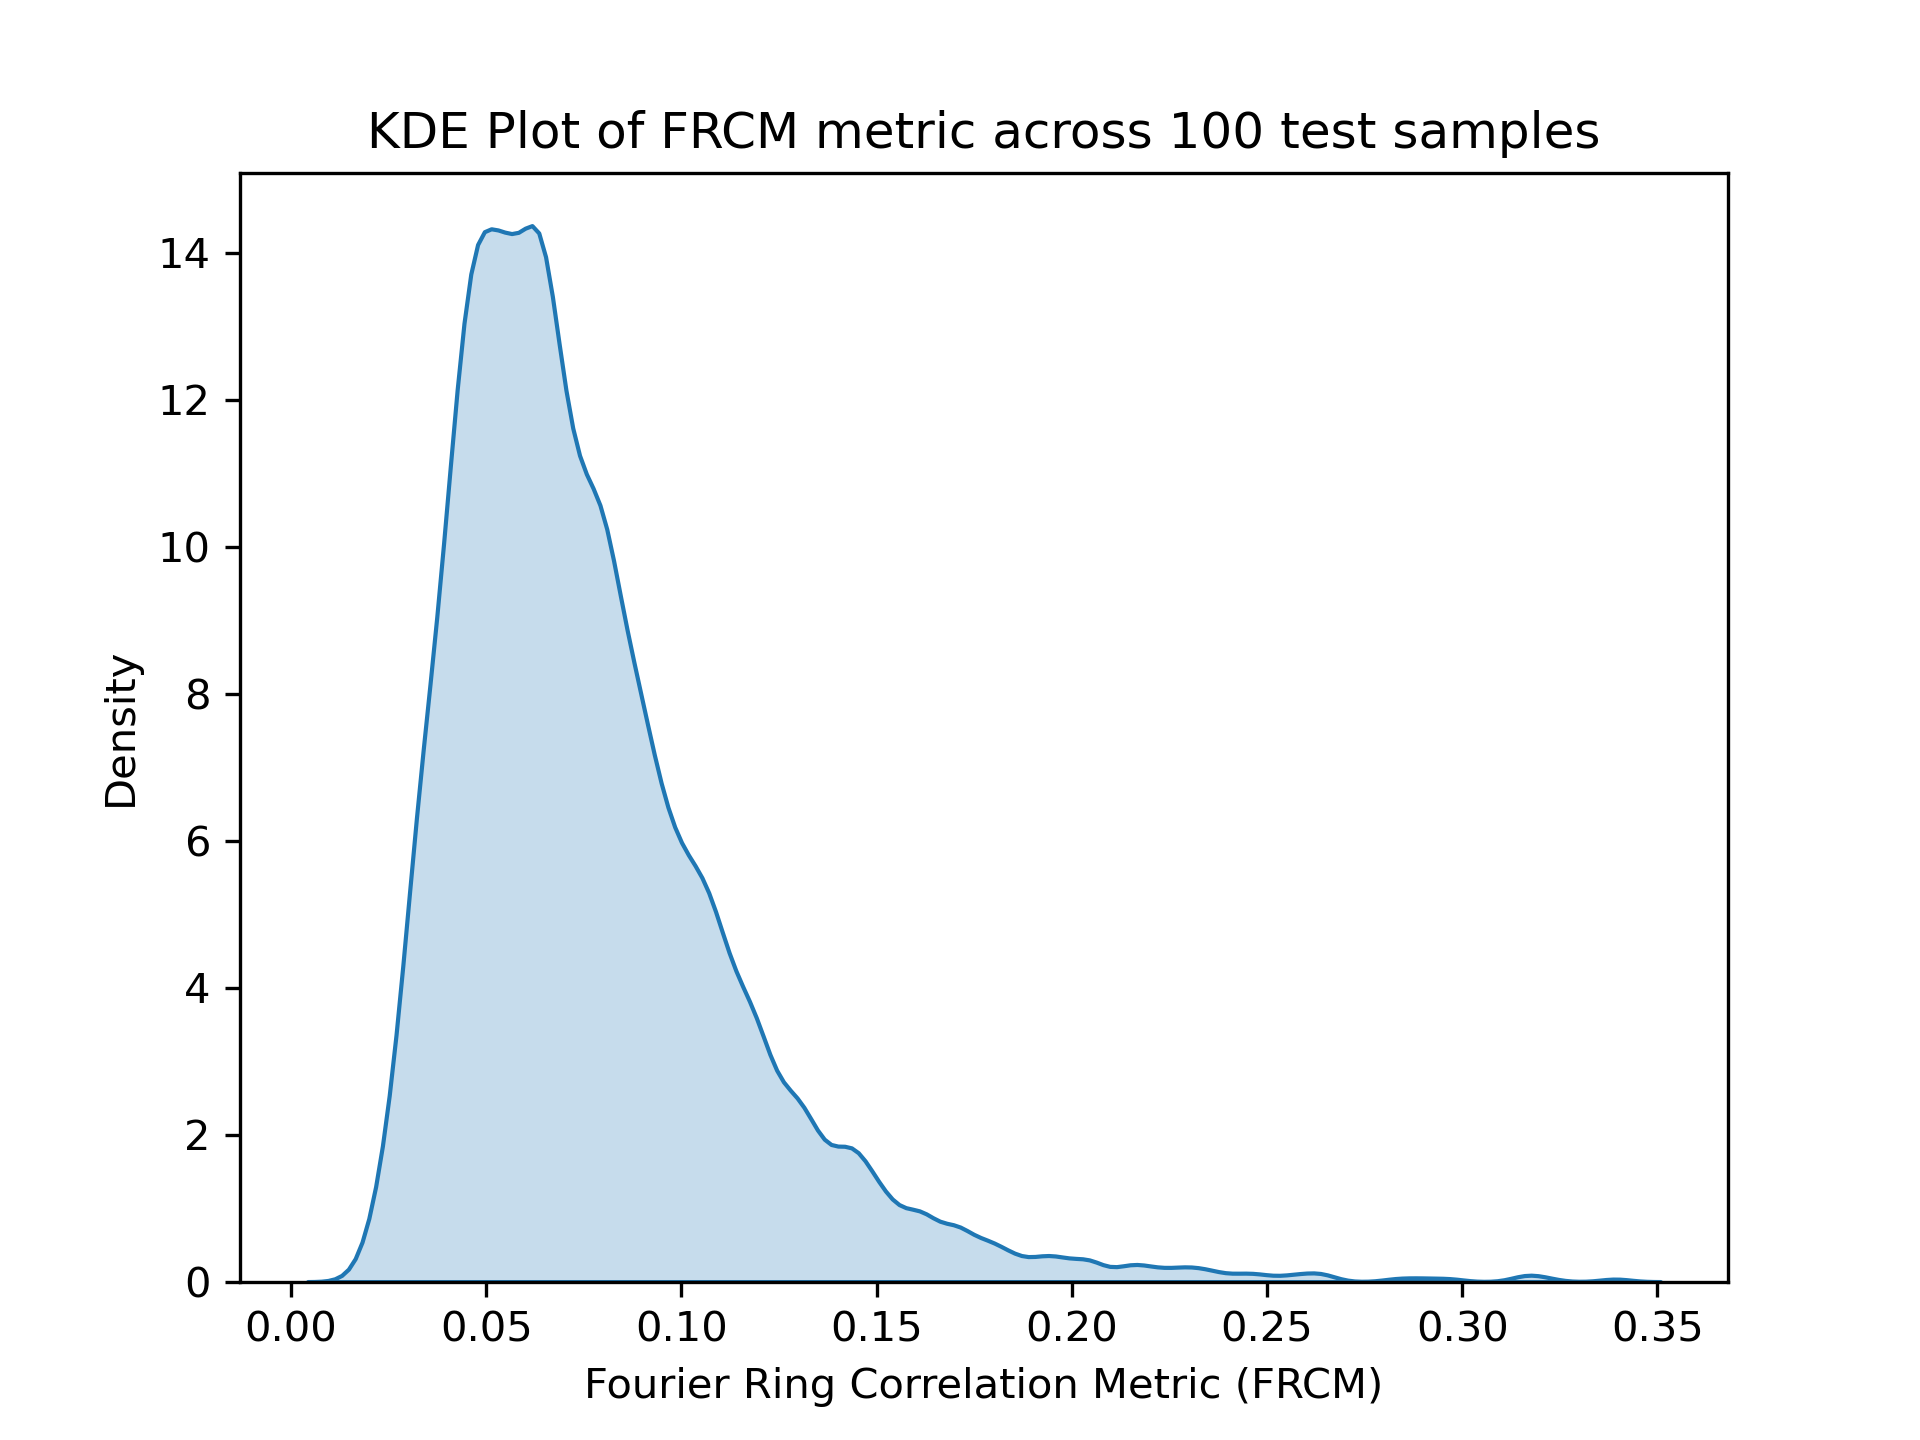 KDE Plot of FRCM metric across 100 test samples
14
12
10
8
6
4
2
0
Density
0.00 0.05 0.10 0.15 0.20 0.25 0.30 0.35
Fourier Ring Correlation Metric (FRCM)